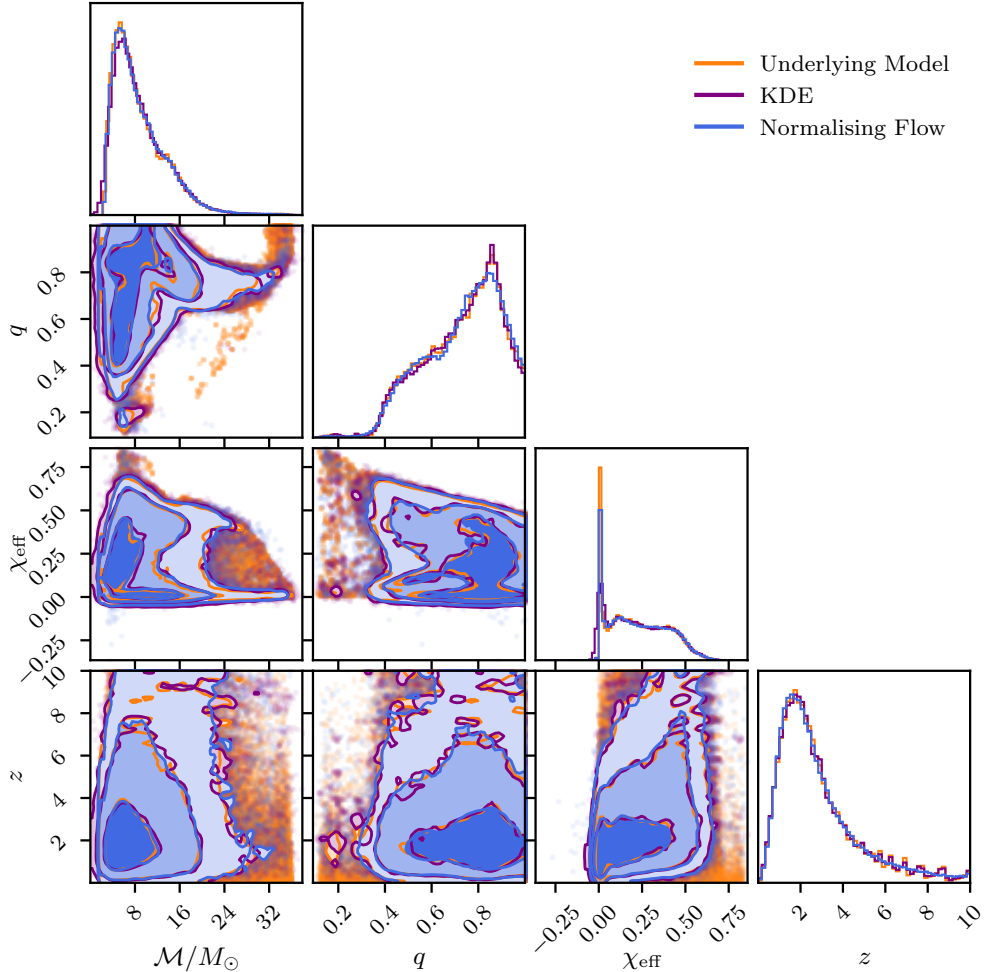 Underlying Model
KDE
Normalising Flow
q
0.8
0.6
0.4
0.2
χeff
0.75
0.50
0.25
0.00
−0.25
z
10
8
6
4
2
8 16 24 32
0.2 0.4 0.6 0.8
−0.25 0.00 0.25 0.50 0.75
2 4 6 8 10
ℳ/M⊙ q χeff z